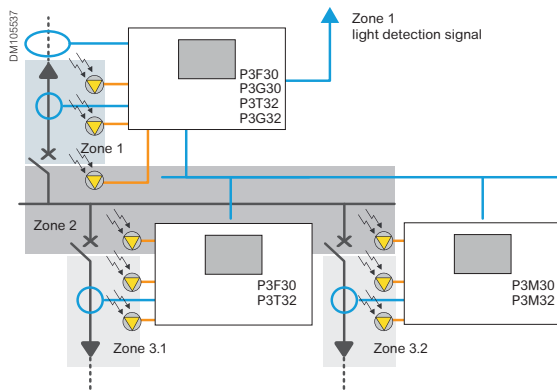 DM105537
Zone 1
light detection signal
P3F30
P3G30
P3T32
P3G32
Zone 1
Zone 2
P3F30
P3T32
P3M30
P3M32
Zone 3.1
Zone 3.2